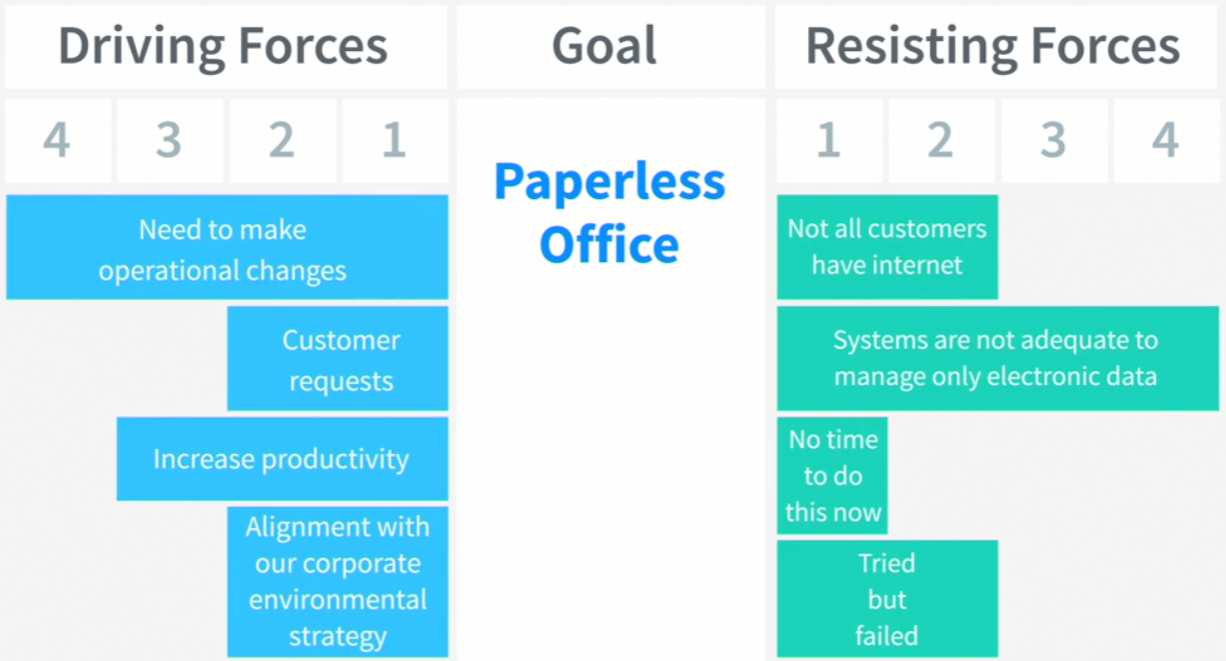 Driving Forces
Goal
Resisting Forces
4 3 2 1
1 2 3 4
Paperless
Office
Need to make
operational changes
Customer
requests
Increase productivity
Alignment with
our corporate
environmental
strategy
Not all customers
have internet
Systems are not adequate to
manage only electronic data
No time
to do
this now
Tried
but
failed